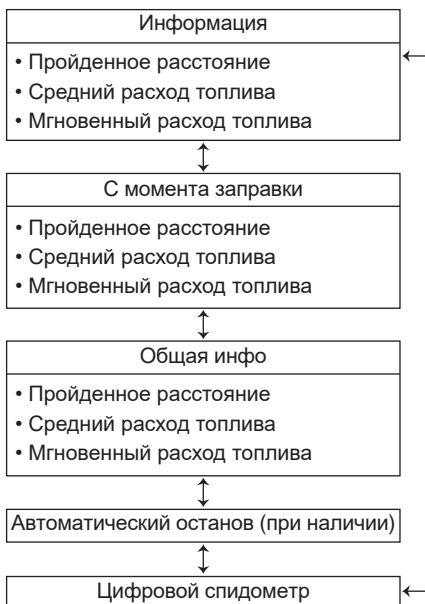 Информация
• Пройденное расстояние
• Средний расход топлива
• Мгновенный расход топлива
С момента заправки
• Пройденное расстояние
• Средний расход топлива
• Мгновенный расход топлива
Общая инфо
• Пройденное расстояние
• Средний расход топлива
• Мгновенный расход топлива
Автоматический останов (при наличии)
Цифровой спидометр